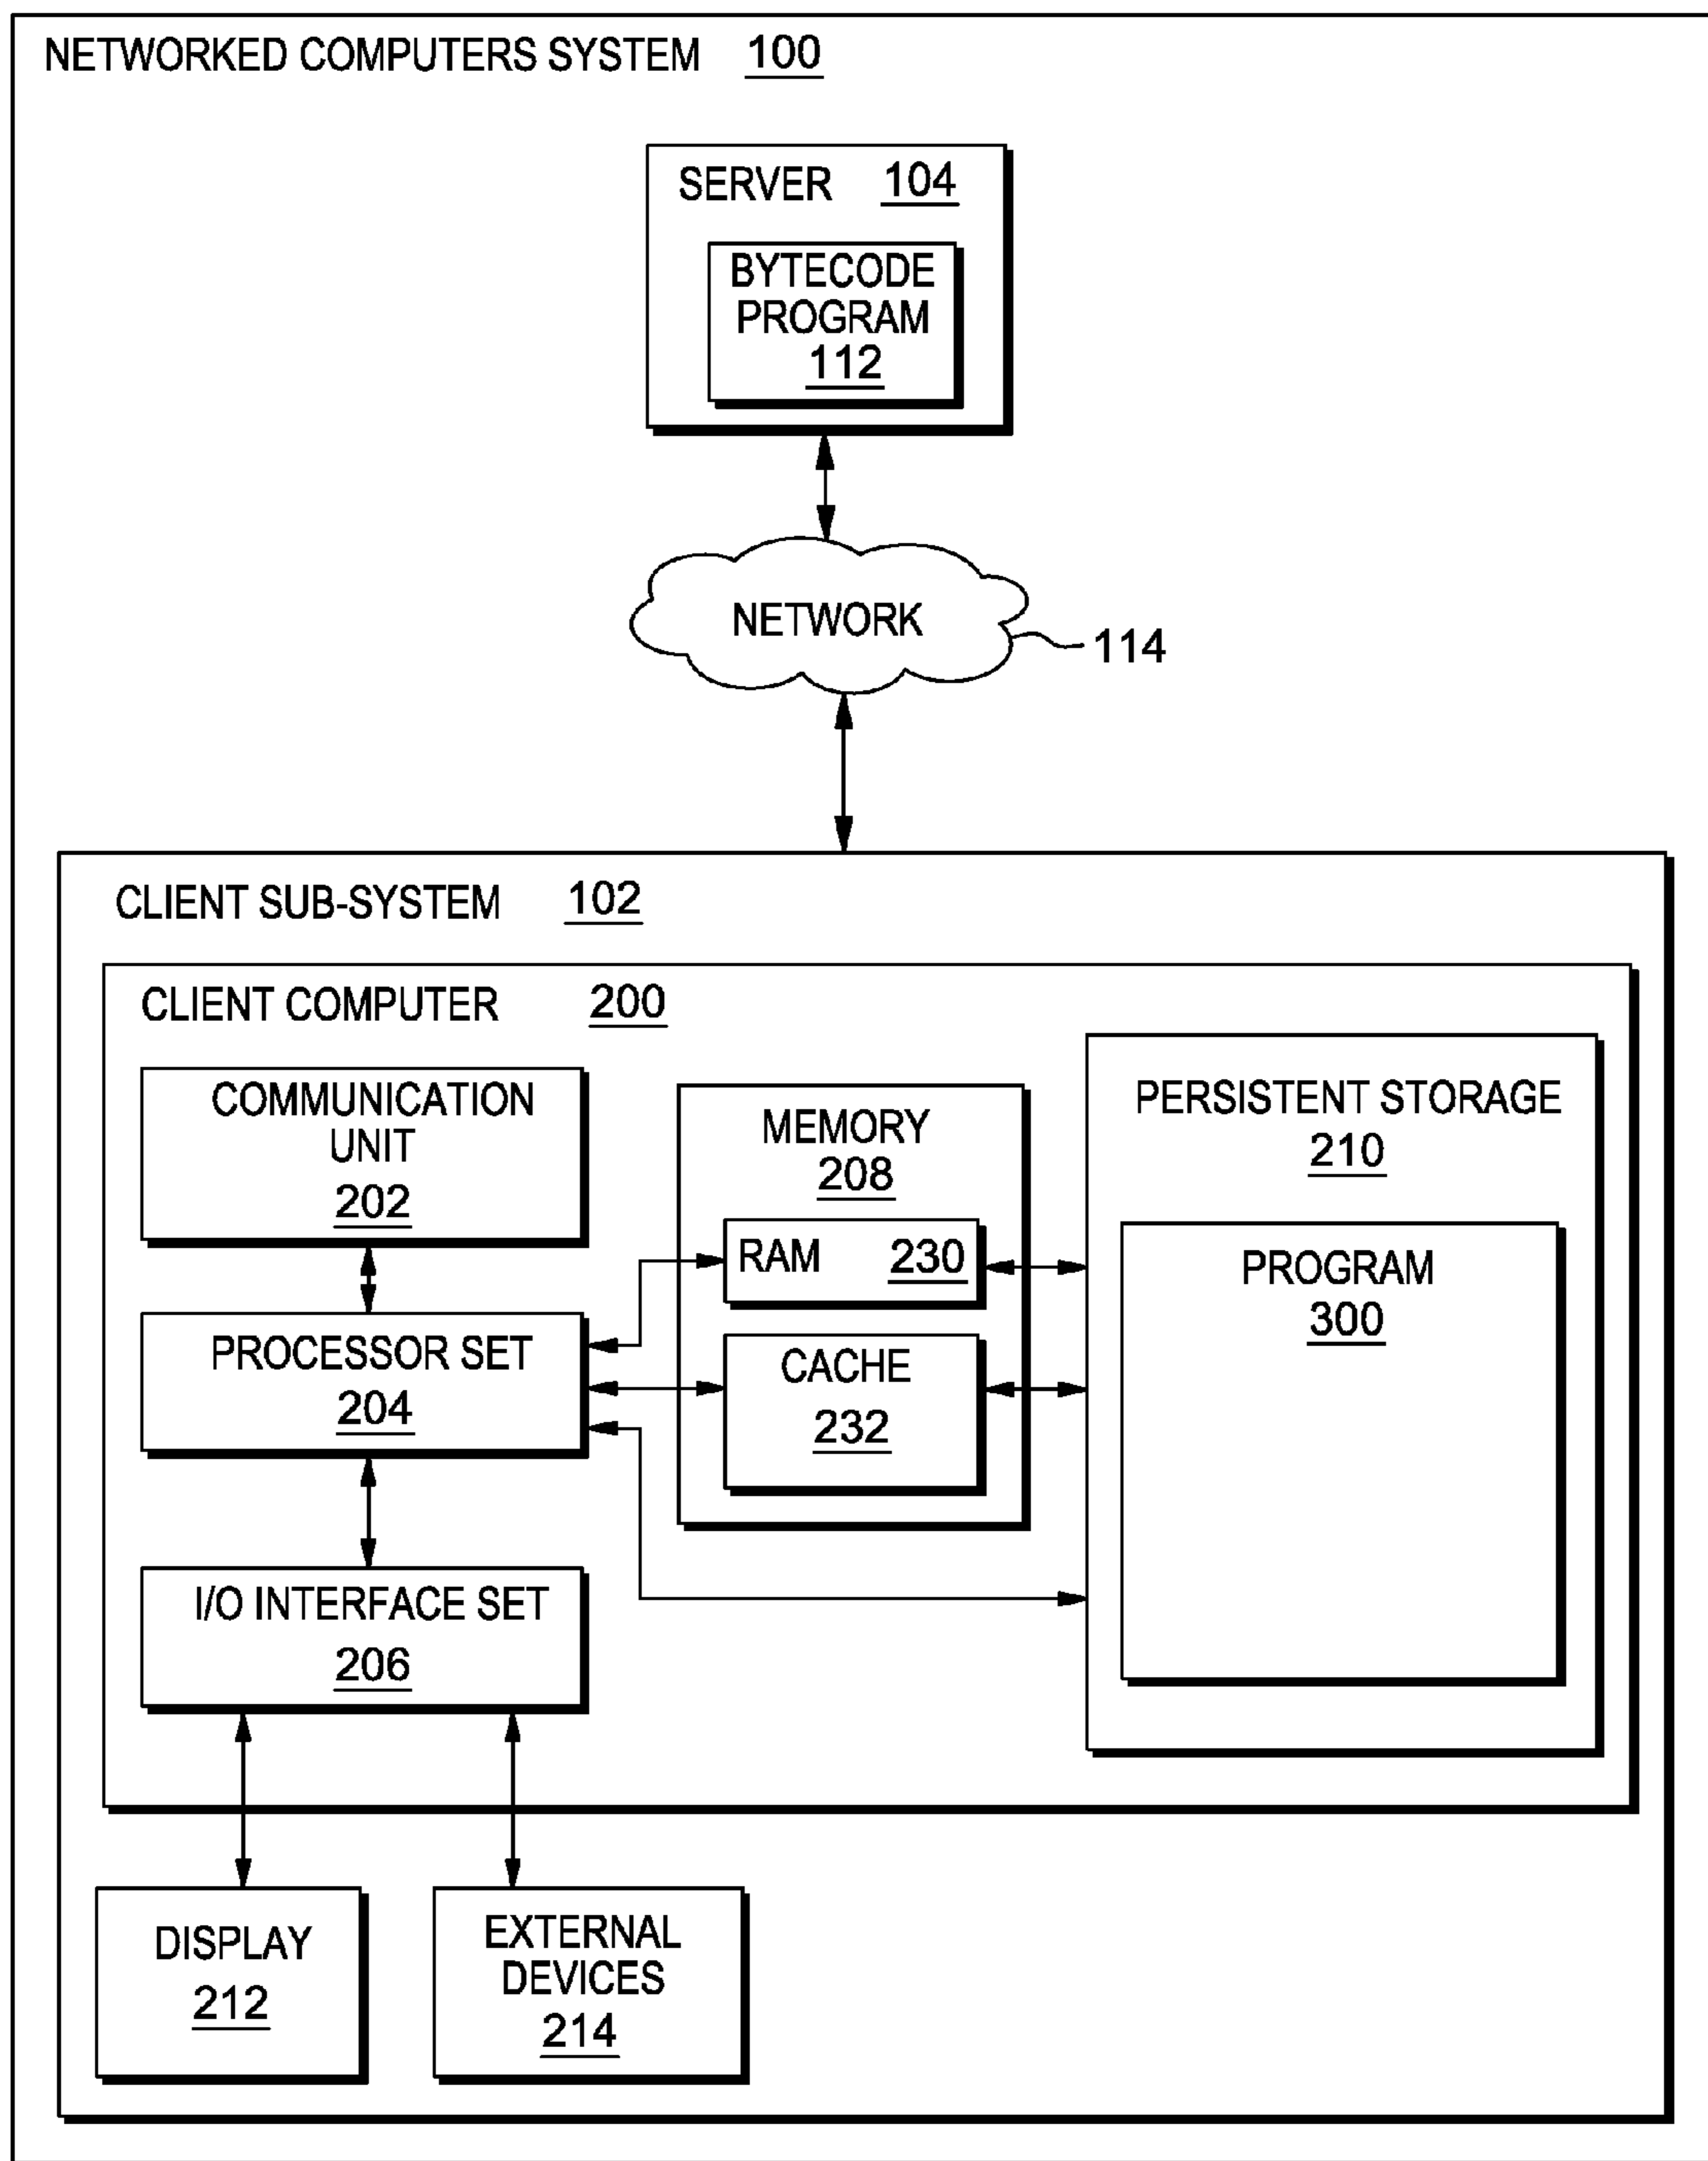 NETWORKED COMPUTERS SYSTEM 100
SERVER 104
BYTECODE
PROGRAM
112
NETWORK
114
CLIENT SUB-SYSTEM 102
CLIENT COMPUTER 200
COMMUNICATION
UNIT
202
MEMORY
208
PERSISTENT STORAGE
210
RAM 230
PROGRAM
300
PROCESSOR SET
204
CACHE
232
I/O INTERFACE SET
206
DISPLAY
212
EXTERNAL
DEVICES
214